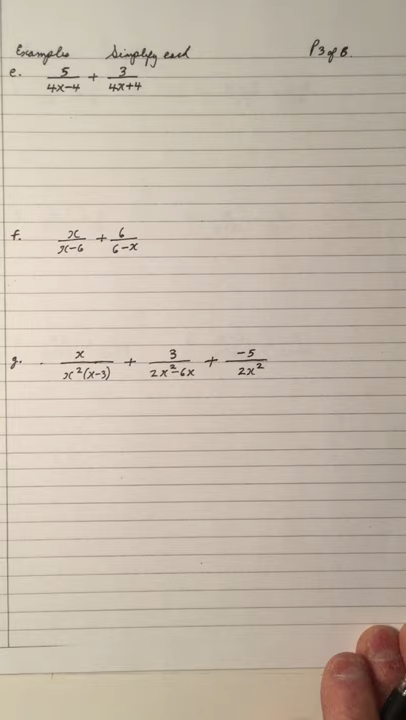 Examples Simplify each P3 of 8.
e. 5/(4x-4) + 3/(4x+4)
f. x/(x-6) + 6/(6-x)
g. x/(x²(x-3)) + 3/(2x²-6x) + -5/(2x²)